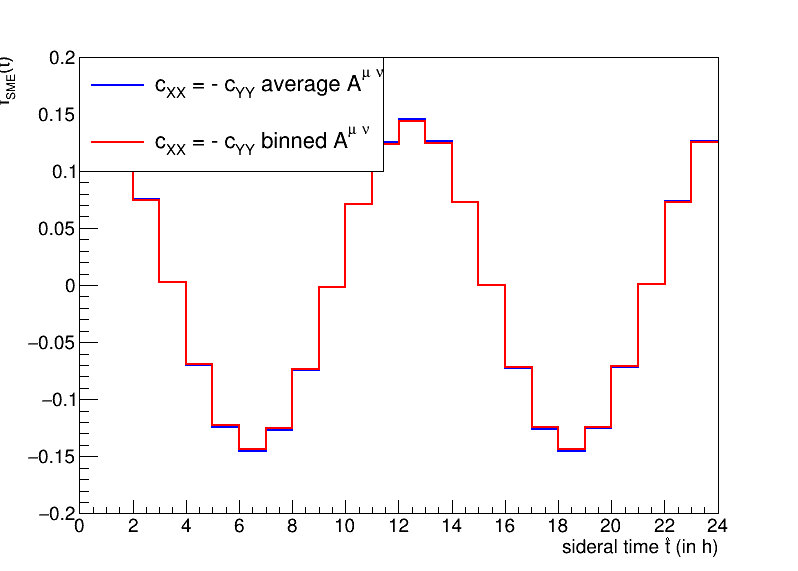 f_SME(t)
c_XX = - c_YY average A^μ ν
c_XX = - c_YY binned A^μ ν
0.2
0.15
0.1
0.05
0
−0.05
−0.1
−0.15
−0.2
0 2 4 6 8 10 12 14 16 18 20 22 24
sideral time t̂ (in h)